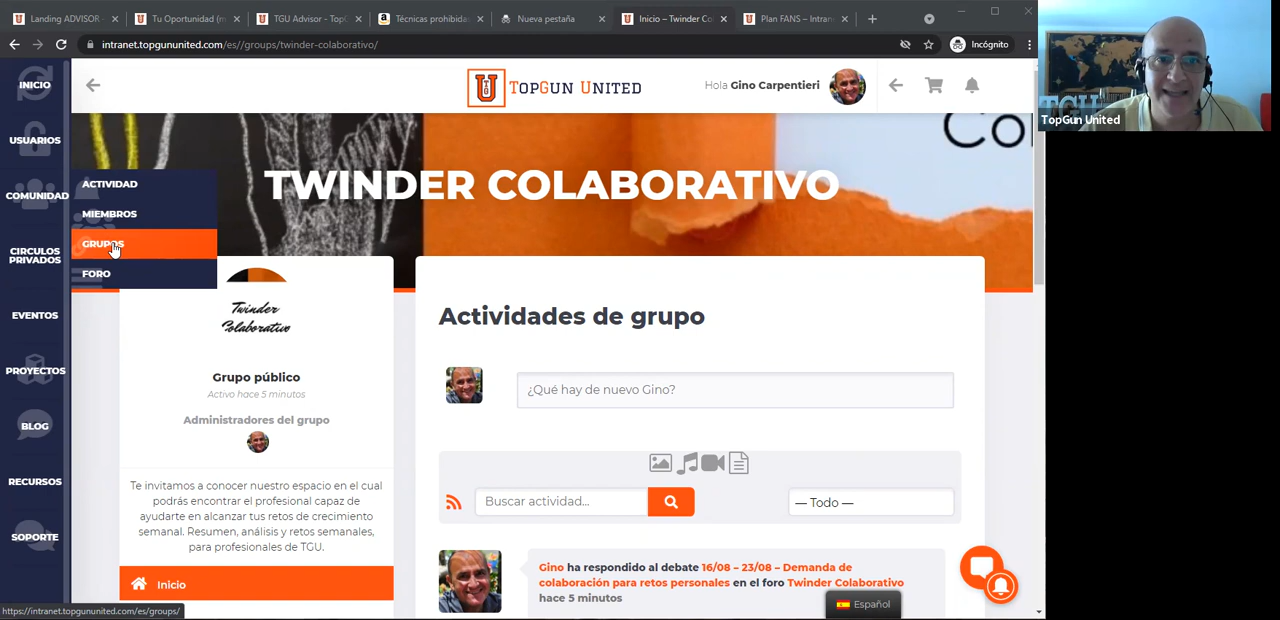 Landing ADVISOR -
Tu Oportunidad (m
TGU Advisor - TopG
Técnicas prohibidas
Nueva pestaña
Inicio – Twinder Co
Plan FANS – Intran
intranet.topgununited.com/es//groups/twinder-colaborativo/
Incógnito
TopGun United
INICIO
USUARIOS
COMUNIDAD
CIRCULOS
PRIVADOS
EVENTOS
PROYECTOS
BLOG
RECURSOS
SOPORTE
ACTIVIDAD
MIEMBROS
GRUPOS
FORO
TOPGUN UNITED
Hola Gino Carpentieri
Co
TWINDER COLABORATIVO
Twinder
Colaborativo
Grupo público
Activo hace 5 minutos
Administradores del grupo
Te invitamos a conocer nuestro espacio en el cual
podrás encontrar el profesional capaz de
ayudarte en alcanzar tus retos de crecimiento
semanal. Resumen, análisis y retos semanales,
para profesionales de TGU.
Inicio
Actividades de grupo
¿Qué hay de nuevo Gino?
Buscar actividad...
— Todo —
Gino ha respondido al debate 16/08 – 23/08 – Demanda de
colaboración para retos personales en el foro Twinder Colaborativo
hace 5 minutos
Español
https://intranet.topgununited.com/es/groups/